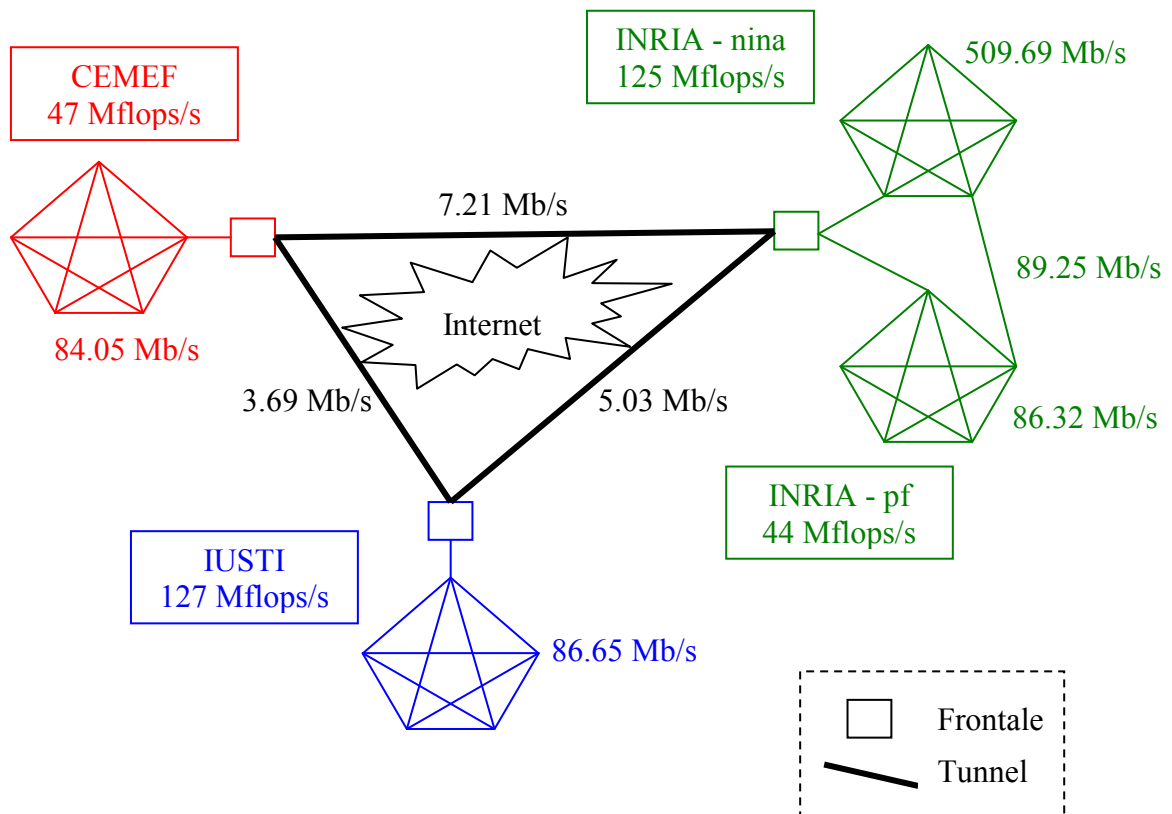 INRIA - nina
125 Mflops/s
509.69 Mb/s
CEMEF
47 Mflops/s
7.21 Mb/s
89.25 Mb/s
Internet
84.05 Mb/s
3.69 Mb/s
5.03 Mb/s
86.32 Mb/s
INRIA - pf
44 Mflops/s
IUSTI
127 Mflops/s
86.65 Mb/s
Frontale
Tunnel